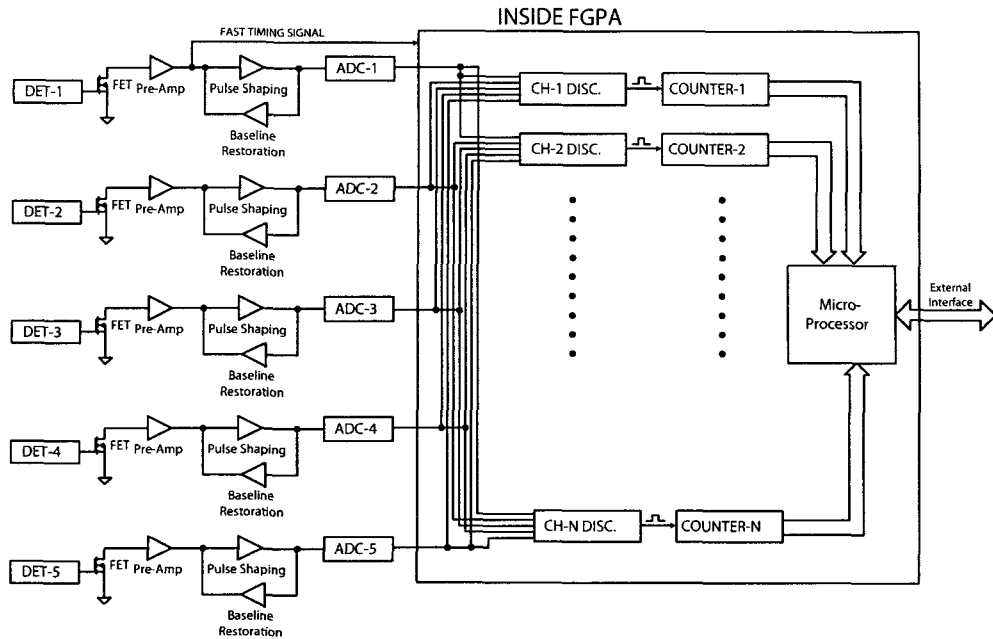 INSIDE FGPA
FAST TIMING SIGNAL
DET-1
FET
Pre-Amp
Pulse Shaping
Baseline
Restoration
ADC-1
CH-1 DISC.
COUNTER-1
CH-2 DISC.
COUNTER-2
DET-2
FET
Pre-Amp
Pulse Shaping
Baseline
Restoration
ADC-2
Micro-
Processor
External
Interface
DET-3
FET
Pre-Amp
Pulse Shaping
Baseline
Restoration
ADC-3
DET-4
FET
Pre-Amp
Pulse Shaping
Baseline
Restoration
ADC-4
CH-N DISC.
COUNTER-N
DET-5
FET
Pre-Amp
Pulse Shaping
Baseline
Restoration
ADC-5